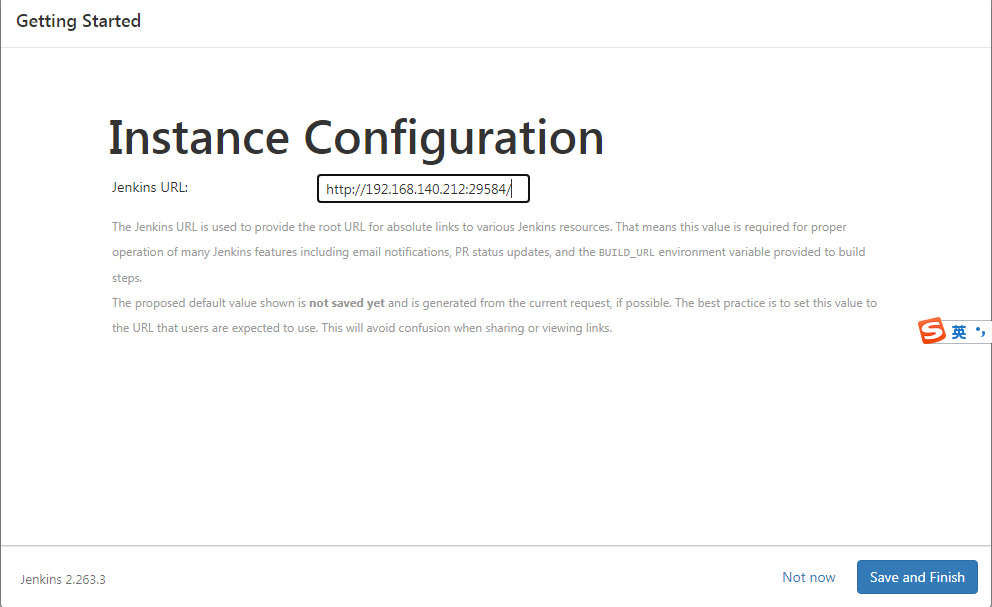 Getting Started
Instance Configuration
Jenkins URL:
http://192.168.140.212:29584/
The Jenkins URL is used to provide the root URL for absolute links to various Jenkins resources. That means this value is required for proper
operation of many Jenkins features including email notifications, PR status updates, and the BUILD_URL environment variable provided to build
steps.
The proposed default value shown is not saved yet and is generated from the current request, if possible. The best practice is to set this value to
the URL that users are expected to use. This will avoid confusion when sharing or viewing links.
S 英 •,
Jenkins 2.263.3
Not now
Save and Finish